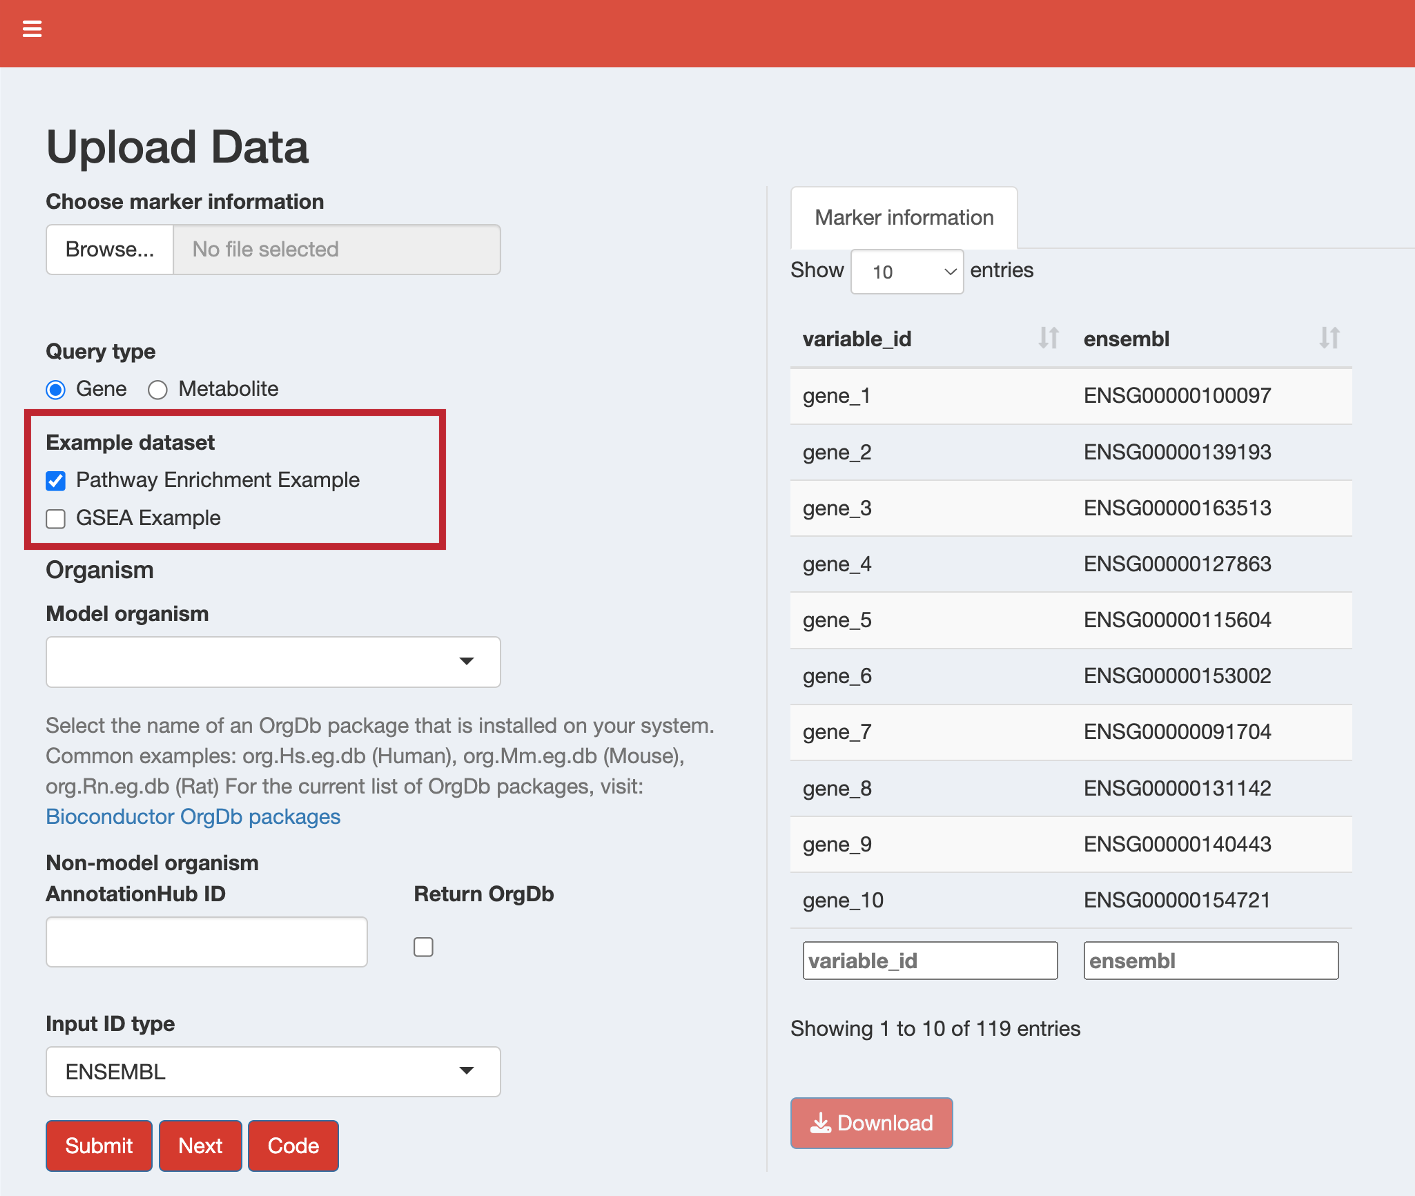 Upload Data
Choose marker information
Browse... No file selected
Query type
Gene Metabolite
Example dataset
Pathway Enrichment Example
GSEA Example
Organism
Model organism
Select the name of an OrgDb package that is installed on your system.
Common examples: org.Hs.eg.db (Human), org.Mm.eg.db (Mouse),
org.Rn.eg.db (Rat) For the current list of OrgDb packages, visit:
Bioconductor OrgDb packages
Non-model organism
AnnotationHub ID Return OrgDb
Input ID type
ENSEMBL
Submit Next Code
Marker information
Show 10 entries
variable_id ensembl
gene_1 ENSG00000100097
gene_2 ENSG00000139193
gene_3 ENSG00000163513
gene_4 ENSG00000127863
gene_5 ENSG00000115604
gene_6 ENSG00000153002
gene_7 ENSG00000091704
gene_8 ENSG00000131142
gene_9 ENSG00000140443
gene_10 ENSG00000154721
variable_id ensembl
Showing 1 to 10 of 119 entries
Download